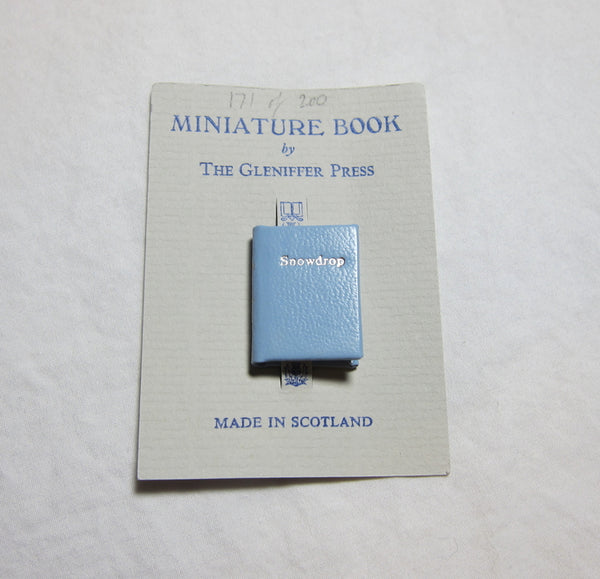 171 of 200
MINIATURE BOOK
by
THE GLENIFFER PRESS
Snowdrop
MADE IN SCOTLAND